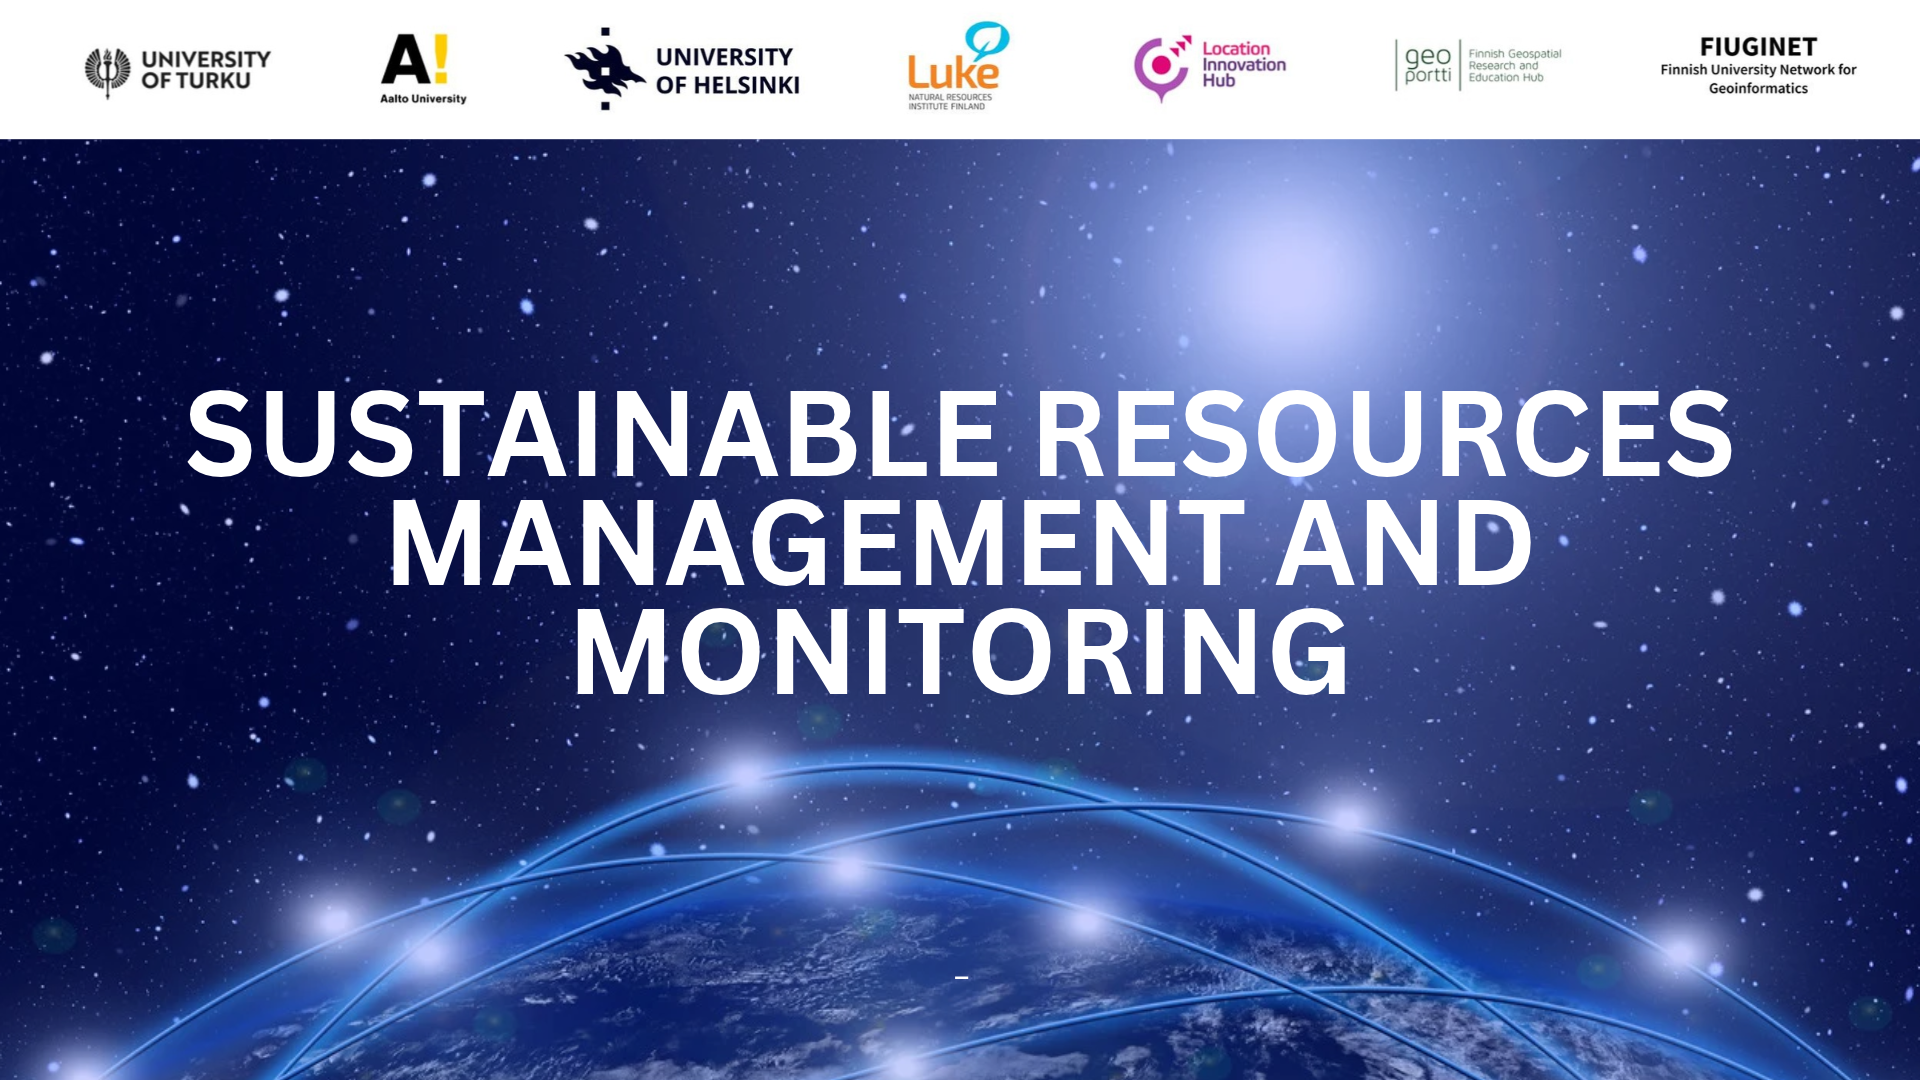 UNIVERSITY
OF TURKU
A!
Aalto University
UNIVERSITY
OF HELSINKI
Luke
NATURAL RESOURCES
INSTITUTE FINLAND
Location
Innovation
Hub
geo
portti
Finnish Geospatial
Research and
Education Hub
FIUGINET
Finnish University Network for
Geoinformatics
SUSTAINABLE RESOURCES
MANAGEMENT AND
MONITORING
–